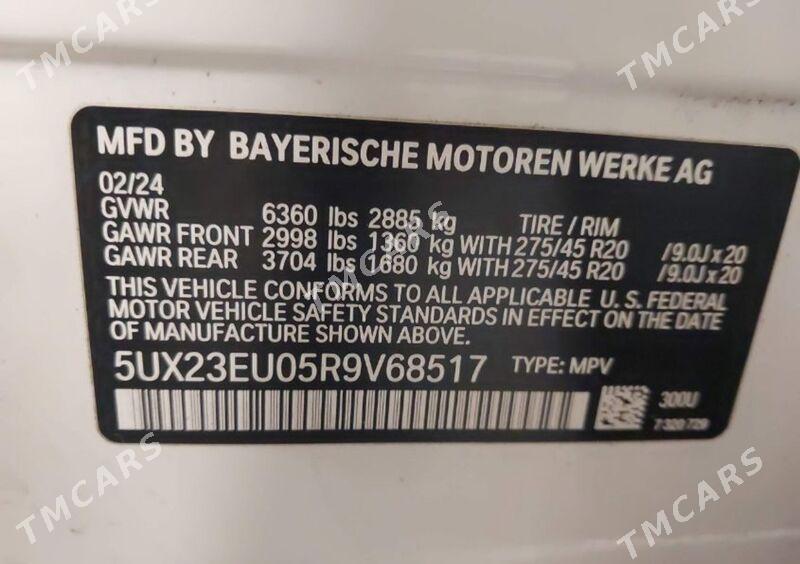 TMCARS
TMCARS
MFD BY BAYERISCHE MOTOREN WERKE AG
02/24
GVWR 6360 lbs 2885 kg TIRE / RIM
GAWR FRONT 2998 lbs 1360 kg WITH 275/45 R20 /9.0J x 20
GAWR REAR 3704 lbs 1680 kg WITH 275/45 R20 /9.0J x 20
TMCARS
THIS VEHICLE CONFORMS TO ALL APPLICABLE U. S. FEDERAL
MOTOR VEHICLE SAFETY STANDARDS IN EFFECT ON THE DATE
OF MANUFACTURE SHOWN ABOVE.
5UX23EU05R9V68517 TYPE: MPV
300U
7 320 729
TMCARS
TMCARS